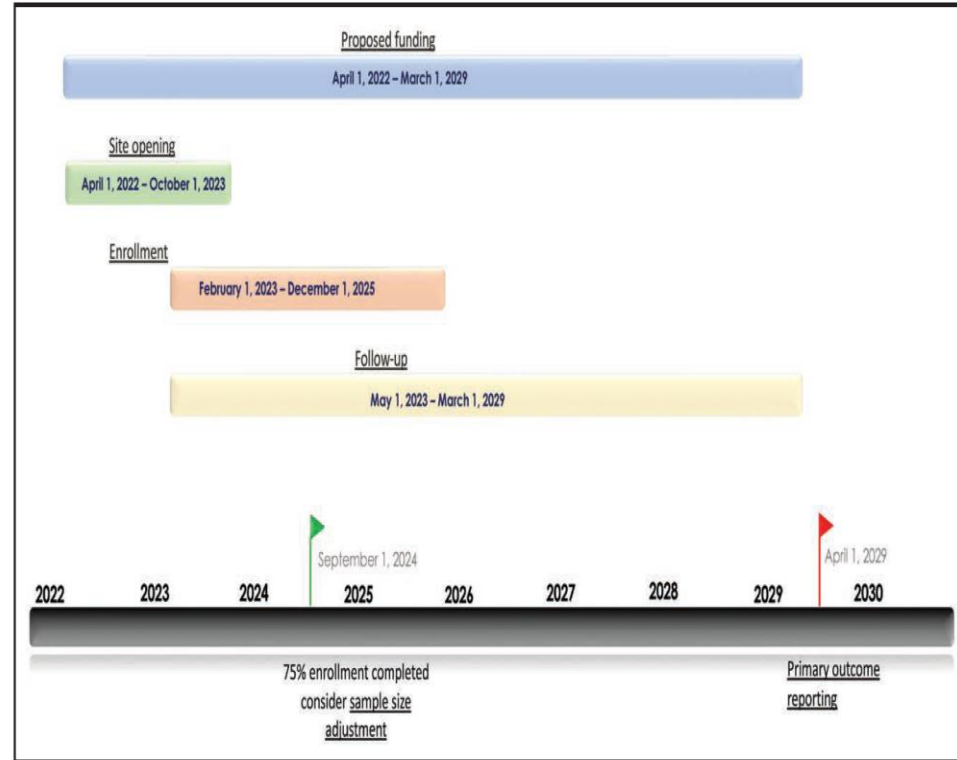 Proposed funding
April 1, 2022 – March 1, 2029
Site opening
April 1, 2022 – October 1, 2023
Enrollment
February 1, 2023 – December 1, 2025
Follow-up
May 1, 2023 – March 1, 2029
September 1, 2024
April 1, 2029
2022 2023 2024 2025 2026 2027 2028 2029 2030
75% enrollment completed
consider sample size
adjustment
Primary outcome
reporting